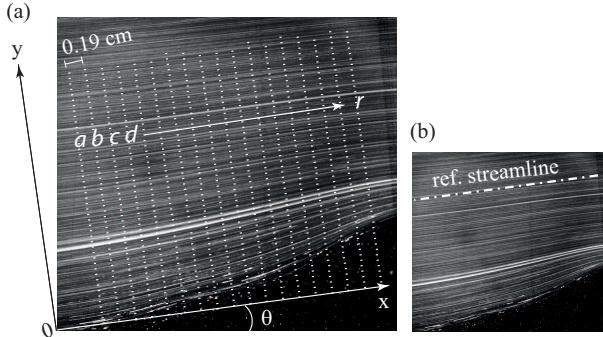 (a)
y
0.19 cm
a b c d r
0 θ x
(b)
ref. streamline